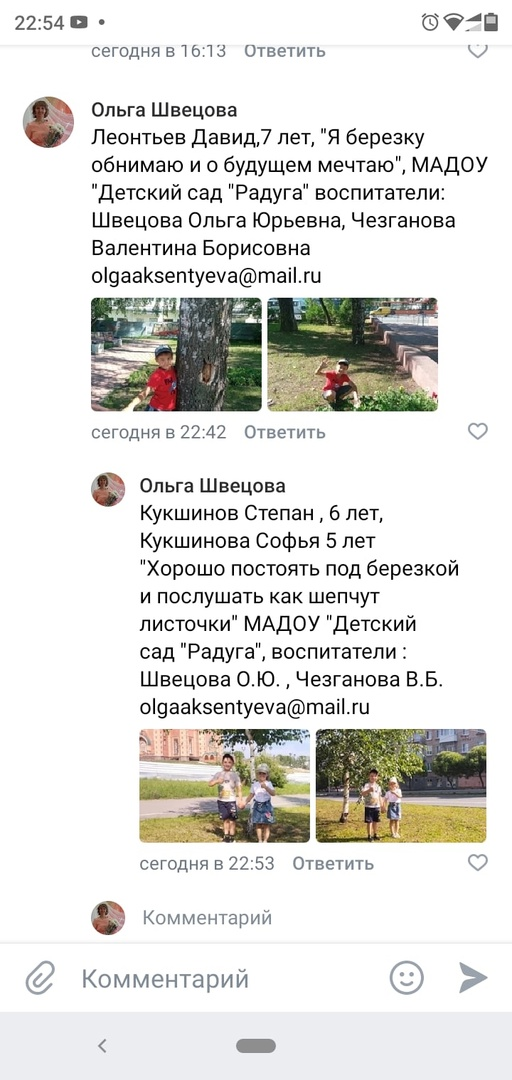 22:54
сегодня в 16:13 Ответить
Ольга Швецова
Леонтьев Давид,7 лет, "Я березку
обнимаю и о будущем мечтаю", МАДОУ
"Детский сад "Радуга" воспитатели:
Швецова Ольга Юрьевна, Чезганова
Валентина Борисовна
olgaaksentyeva@mail.ru
сегодня в 22:42 Ответить
Ольга Швецова
Кукшинов Степан , 6 лет,
Кукшинова Софья 5 лет
"Хорошо постоять под березкой
и послушать как шепчут
листочки" МАДОУ "Детский
сад "Радуга", воспитатели :
Швецова О.Ю. , Чезганова В.Б.
olgaaksentyeva@mail.ru
сегодня в 22:53 Ответить
Комментарий
Комментарий